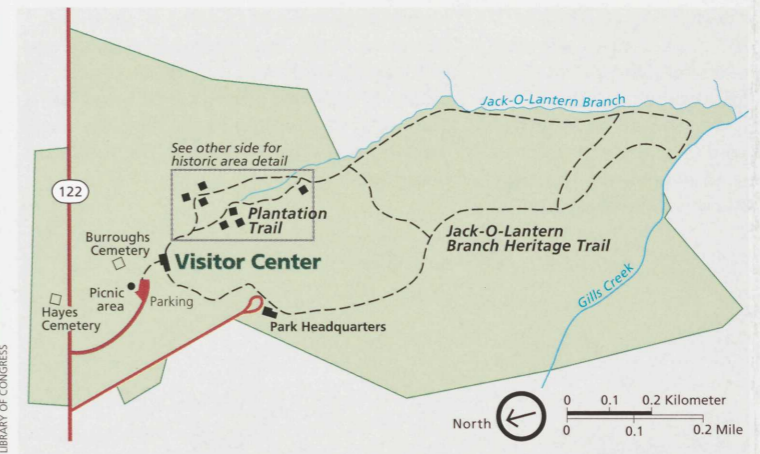 Jack-O-Lantern Branch
See other side for
historic area detail
122
Plantation
Trail
Burroughs
Cemetery
Visitor Center
Jack-O-Lantern
Branch Heritage Trail
Picnic
area
Parking
Hayes
Cemetery
Gills Creek
Park Headquarters
North
0 0.1 0.2 Kilometer
0 0.1 0.2 Mile
LIBRARY OF CONGRESS